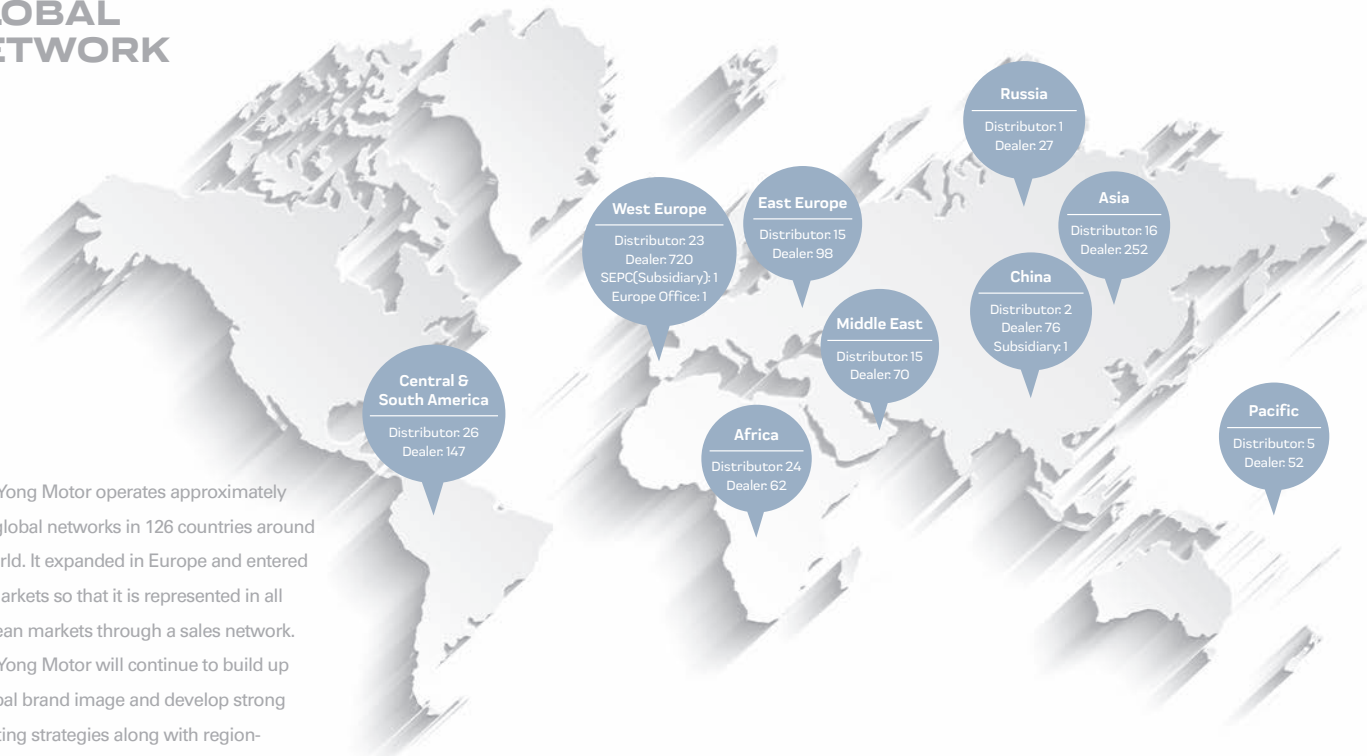 LOBAL
ETWORK
Russia
Distributor: 1
Dealer: 27
West Europe
Distributor: 23
Dealer: 720
SEPC(Subsidiary): 1
Europe Office: 1
East Europe
Distributor: 15
Dealer: 98
Asia
Distributor: 16
Dealer: 252
China
Distributor: 2
Dealer: 76
Subsidiary: 1
Middle East
Distributor: 15
Dealer: 70
Central &
South America
Distributor: 26
Dealer: 147
Africa
Distributor: 24
Dealer: 62
Pacific
Distributor: 5
Dealer: 52
Yong Motor operates approximately
global networks in 126 countries around
rld. It expanded in Europe and entered
arkets so that it is represented in all
ean markets through a sales network.
Yong Motor will continue to build up
bal brand image and develop strong
ting strategies along with region-